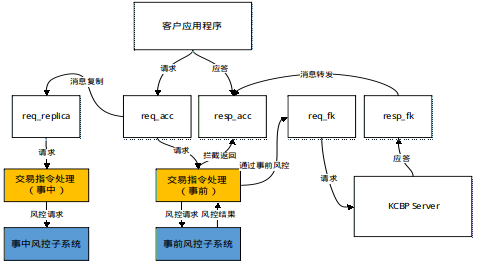 客户应用程序
请求
应答
消息复制
消息转发
req_replica
req_acc
resp_acc
req_fk
resp_fk
请求
请求
拦截返回
通过事前风控
请求
应答
交易指令处理
（事中）
交易指令处理
（事前）
KCBP Server
风控请求
风控请求
风控结果
事中风控子系统
事前风控子系统